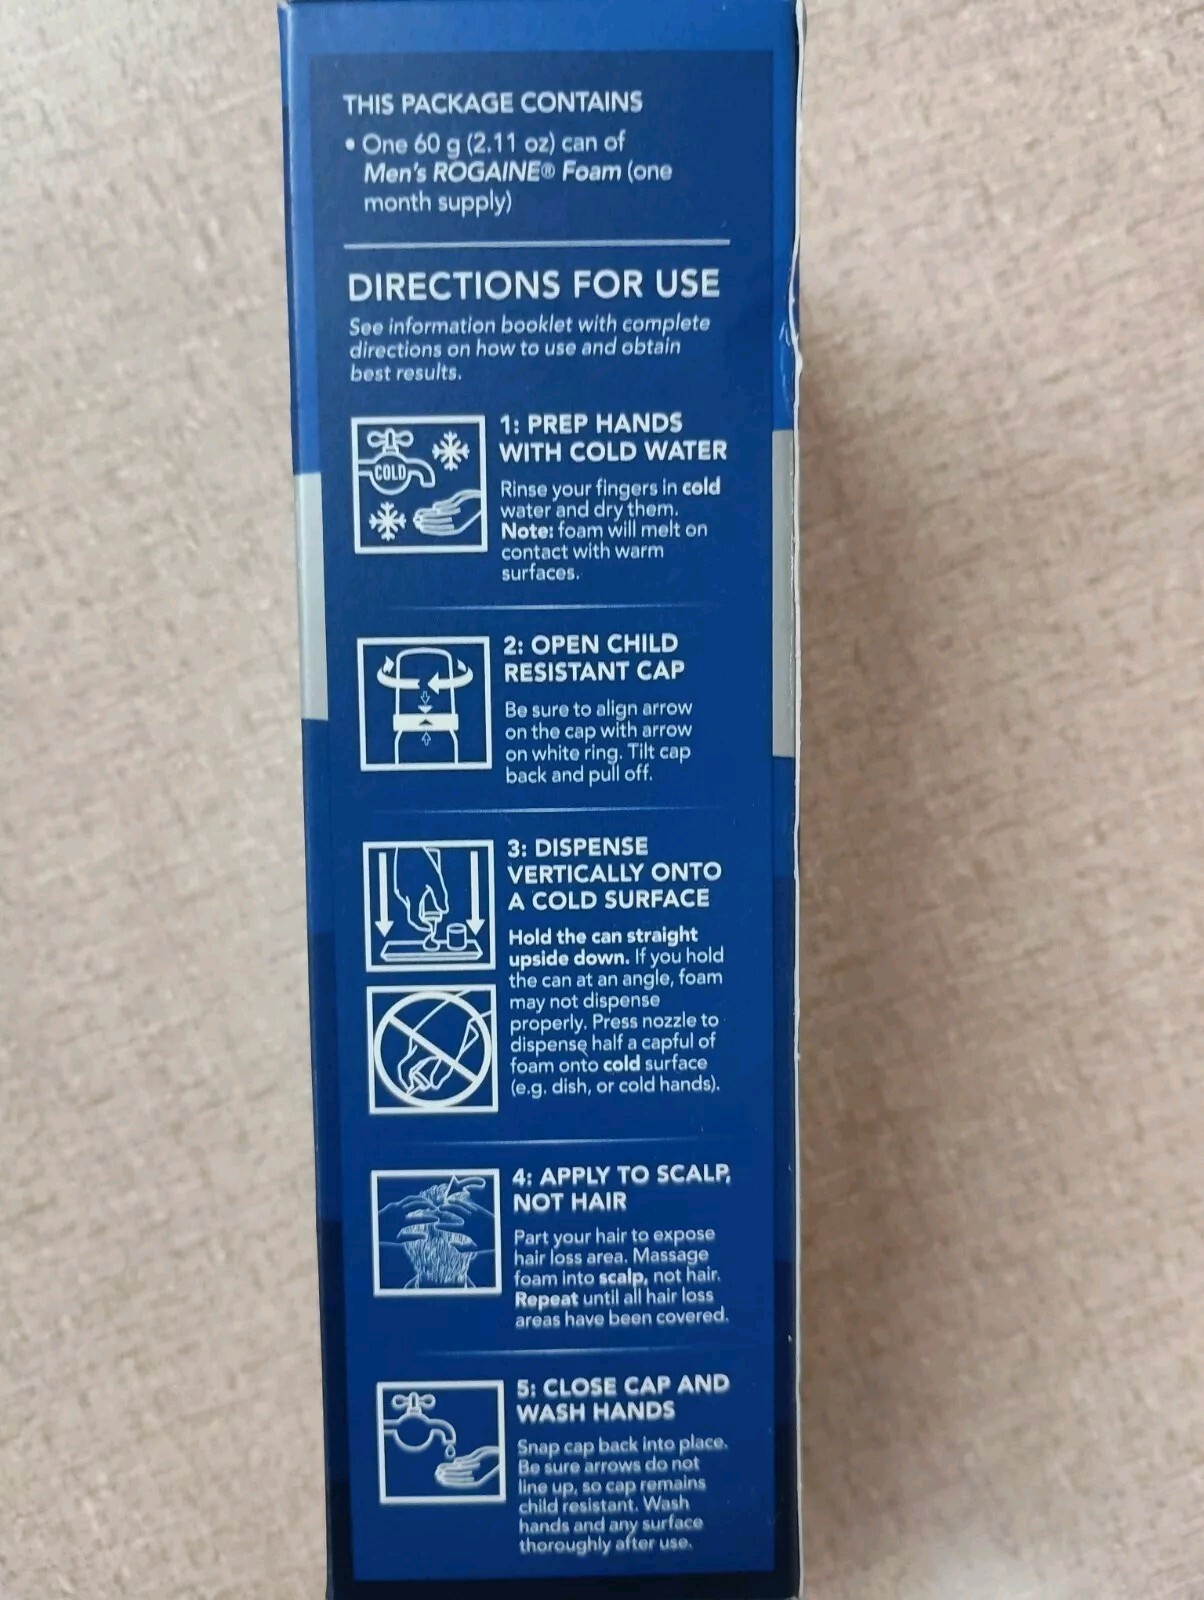 THIS PACKAGE CONTAINS
• One 60 g (2.11 oz) can of
Men's ROGAINE® Foam (one
month supply)
DIRECTIONS FOR USE
See information booklet with complete
directions on how to use and obtain
best results.
COLD
1: PREP HANDS
WITH COLD WATER
Rinse your fingers in cold
water and dry them.
Note: foam will melt on
contact with warm
surfaces.
2: OPEN CHILD
RESISTANT CAP
Be sure to align arrow
on the cap with arrow
on white ring. Tilt cap
back and pull off.
3: DISPENSE
VERTICALLY ONTO
A COLD SURFACE
Hold the can straight
upside down. If you hold
the can at an angle, foam
may not dispense
properly. Press nozzle to
dispense half a capful of
foam onto cold surface
(e.g. dish, or cold hands).
4: APPLY TO SCALP,
NOT HAIR
Part your hair to expose
hair loss area. Massage
foam into scalp, not hair.
Repeat until all hair loss
areas have been covered.
5: CLOSE CAP AND
WASH HANDS
Snap cap back into place.
Be sure arrows do not
line up, so cap remains
child resistant. Wash
hands and any surface
thoroughly after use.